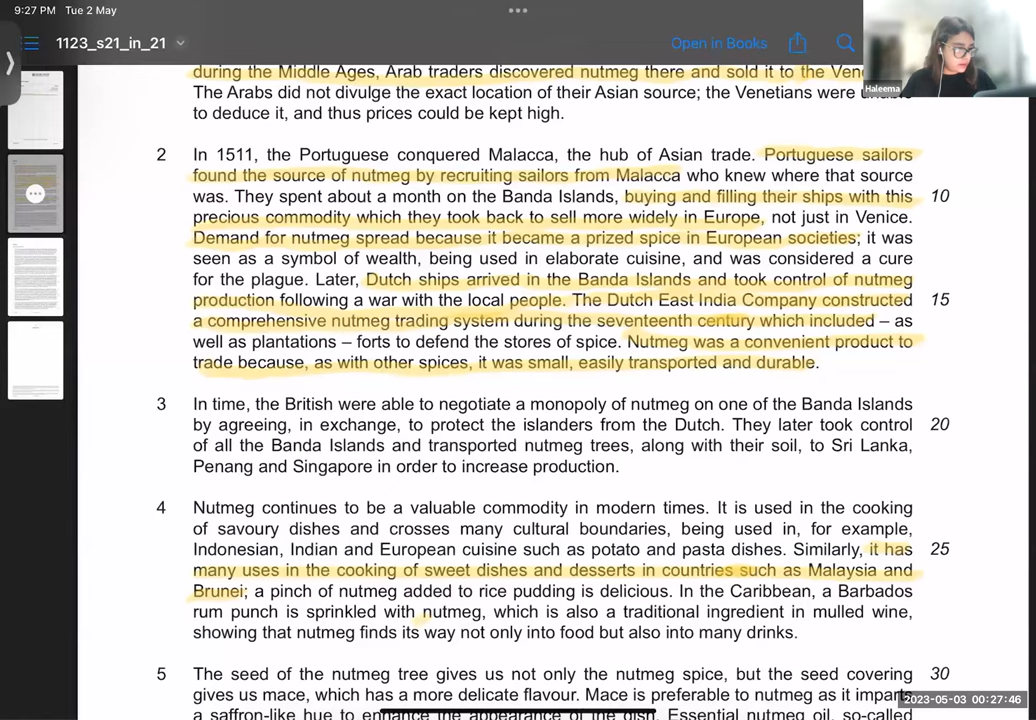 9:27 PM Tue 2 May
1123_s21_in_21
Open in Books
Haleema
during the Middle Ages, Arab traders discovered nutmeg there and sold it to the
The Arabs did not divulge the exact location of their Asian source; the Venetians were
to deduce it, and thus prices could be kept high.
2 In 1511, the Portuguese conquered Malacca, the hub of Asian trade. Portuguese sailors
found the source of nutmeg by recruiting sailors from Malacca who knew where that source
was. They spent about a month on the Banda Islands, buying and filling their ships with this 10
precious commodity which they took back to sell more widely in Europe, not just in Venice.
Demand for nutmeg spread because it became a prized spice in European societies; it was
seen as a symbol of wealth, being used in elaborate cuisine, and was considered a cure
for the plague. Later, Dutch ships arrived in the Banda Islands and took control of nutmeg
production following a war with the local people. The Dutch East India Company constructed 15
a comprehensive nutmeg trading system during the seventeenth century which included – as
well as plantations – forts to defend the stores of spice. Nutmeg was a convenient product to
trade because, as with other spices, it was small, easily transported and durable.
3 In time, the British were able to negotiate a monopoly of nutmeg on one of the Banda Islands
by agreeing, in exchange, to protect the islanders from the Dutch. They later took control 20
of all the Banda Islands and transported nutmeg trees, along with their soil, to Sri Lanka,
Penang and Singapore in order to increase production.
4 Nutmeg continues to be a valuable commodity in modern times. It is used in the cooking
of savoury dishes and crosses many cultural boundaries, being used in, for example,
Indonesian, Indian and European cuisine such as potato and pasta dishes. Similarly, it has 25
many uses in the cooking of sweet dishes and desserts in countries such as Malaysia and
Brunei; a pinch of nutmeg added to rice pudding is delicious. In the Caribbean, a Barbados
rum punch is sprinkled with nutmeg, which is also a traditional ingredient in mulled wine,
showing that nutmeg finds its way not only into food but also into many drinks.
5 The seed of the nutmeg tree gives us not only the nutmeg spice, but the seed covering 30
gives us mace, which has a more delicate flavour. Mace is preferable to nutmeg as it imparts
2023-05-03 00:27:46
a saffron-like hue to enhance the appearance of the dish. Essential nutmeg oil, so-called